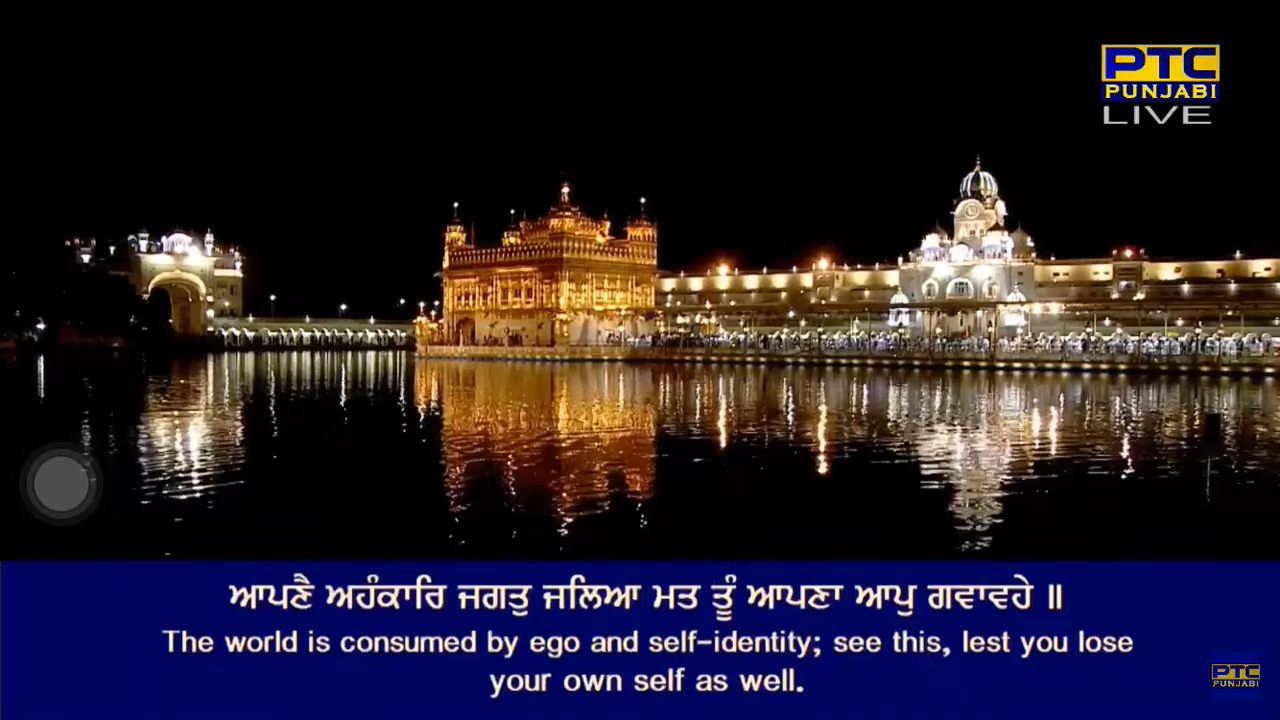 PTC
PUNJABI
LIVE
ਆਪਣੈ ਅਹੰਕਾਰਿ ਜਗਤੁ ਜਲਿਆ ਮਤ ਤੂੰ ਆਪਣਾ ਆਪੁ ਗਵਾਵਹੇ ॥
The world is consumed by ego and self-identity; see this, lest you lose
your own self as well.
PTC
PUNJABI